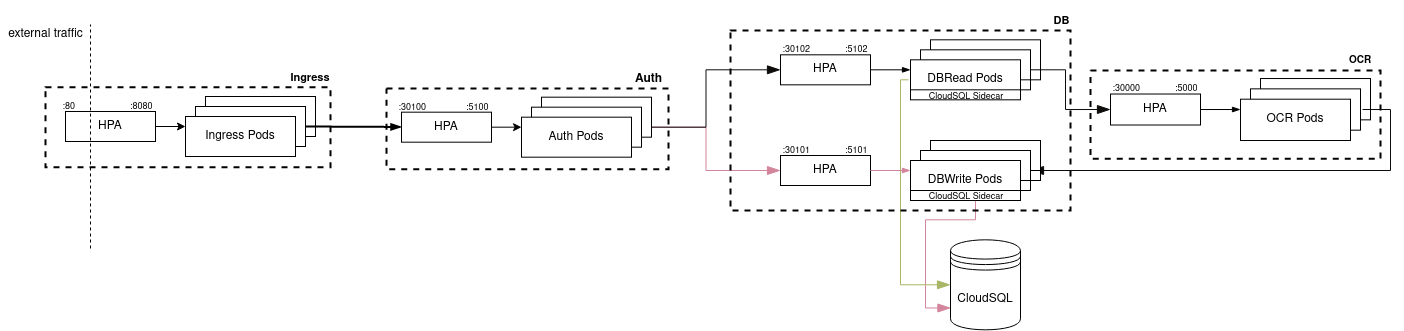 external traffic
Ingress
:80 :8080
HPA
Ingress Pods
Auth
:30100 :5100
HPA
Auth Pods
DB
:30102 :5102
HPA
DBRead Pods
CloudSQL Sidecar
:30101 :5101
HPA
DBWrite Pods
CloudSQL Sidecar
OCR
:30000 :5000
HPA
OCR Pods
CloudSQL